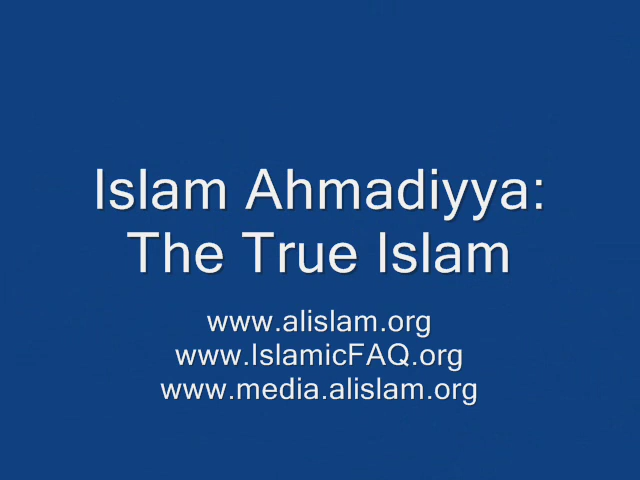 Islam Ahmadiyya:
The True Islam
www.alislam.org
www.IslamicFAQ.org
www.media.alislam.org